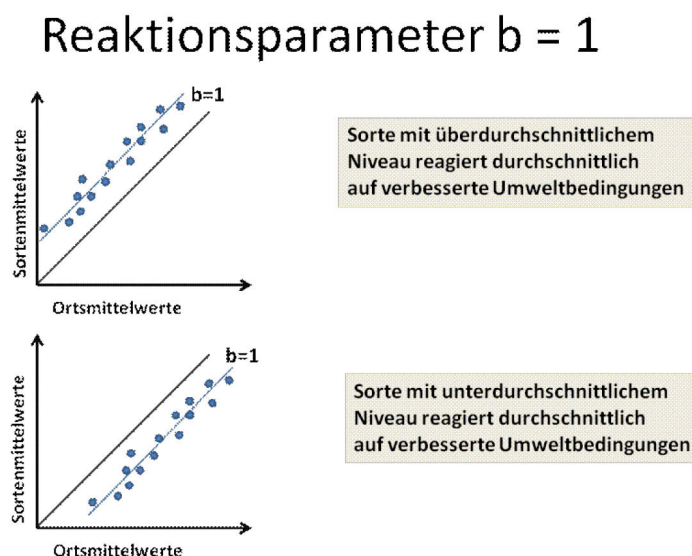 Reaktionsparameter b = 1
b=1
Sortenmittelwerte
Ortsmittelwerte
Sorte mit überdurchschnittlichem
Niveau reagiert durchschnittlich
auf verbesserte Umweltbedingungen
b=1
Sortenmittelwerte
Ortsmittelwerte
Sorte mit unterdurchschnittlichem
Niveau reagiert durchschnittlich
auf verbesserte Umweltbedingungen